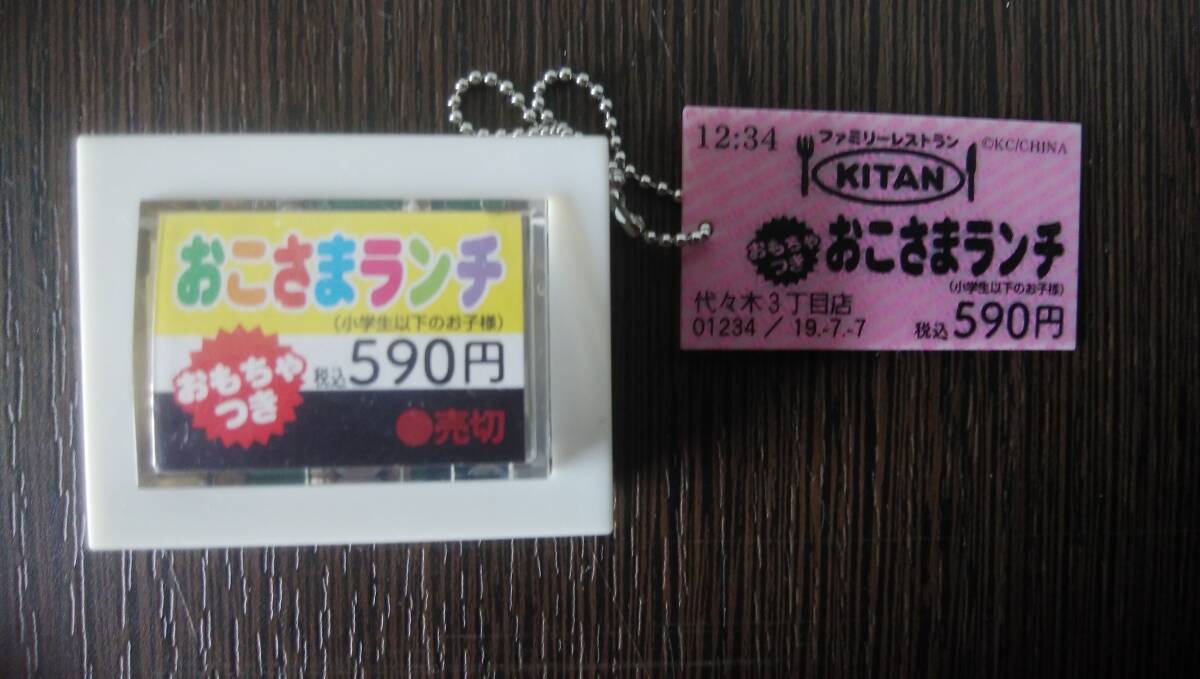 おこさまランチ
(小学生以下のお子様)
おもちゃ
つき
税込590円
●売切
12:34
ファミリーレストラン
©KC/CHINA
KITAN
おもちゃ
つき
おこさまランチ
(小学生以下のお子様)
代々木3丁目店
01234/19.-7.-7
税込590円